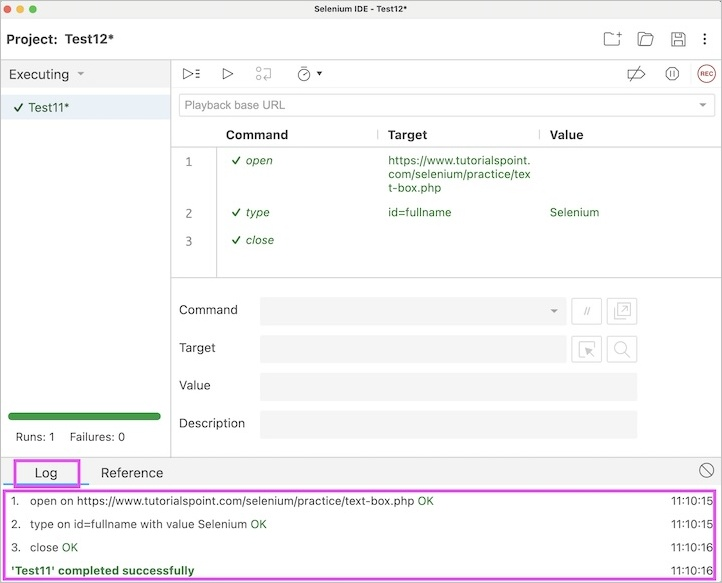 Selenium IDE - Test12*
Project: Test12*
Executing
Test11*
REC
Playback base URL
Command Target Value
1 open https://www.tutorialspoint.
com/selenium/practice/tex
t-box.php
2 type id=fullname Selenium
3 close
Command //
Target
Value
Description
Runs: 1 Failures: 0
Log Reference
1. open on https://www.tutorialspoint.com/selenium/practice/text-box.php OK 11:10:15
2. type on id=fullname with value Selenium OK 11:10:15
3. close OK 11:10:16
'Test11' completed successfully 11:10:16